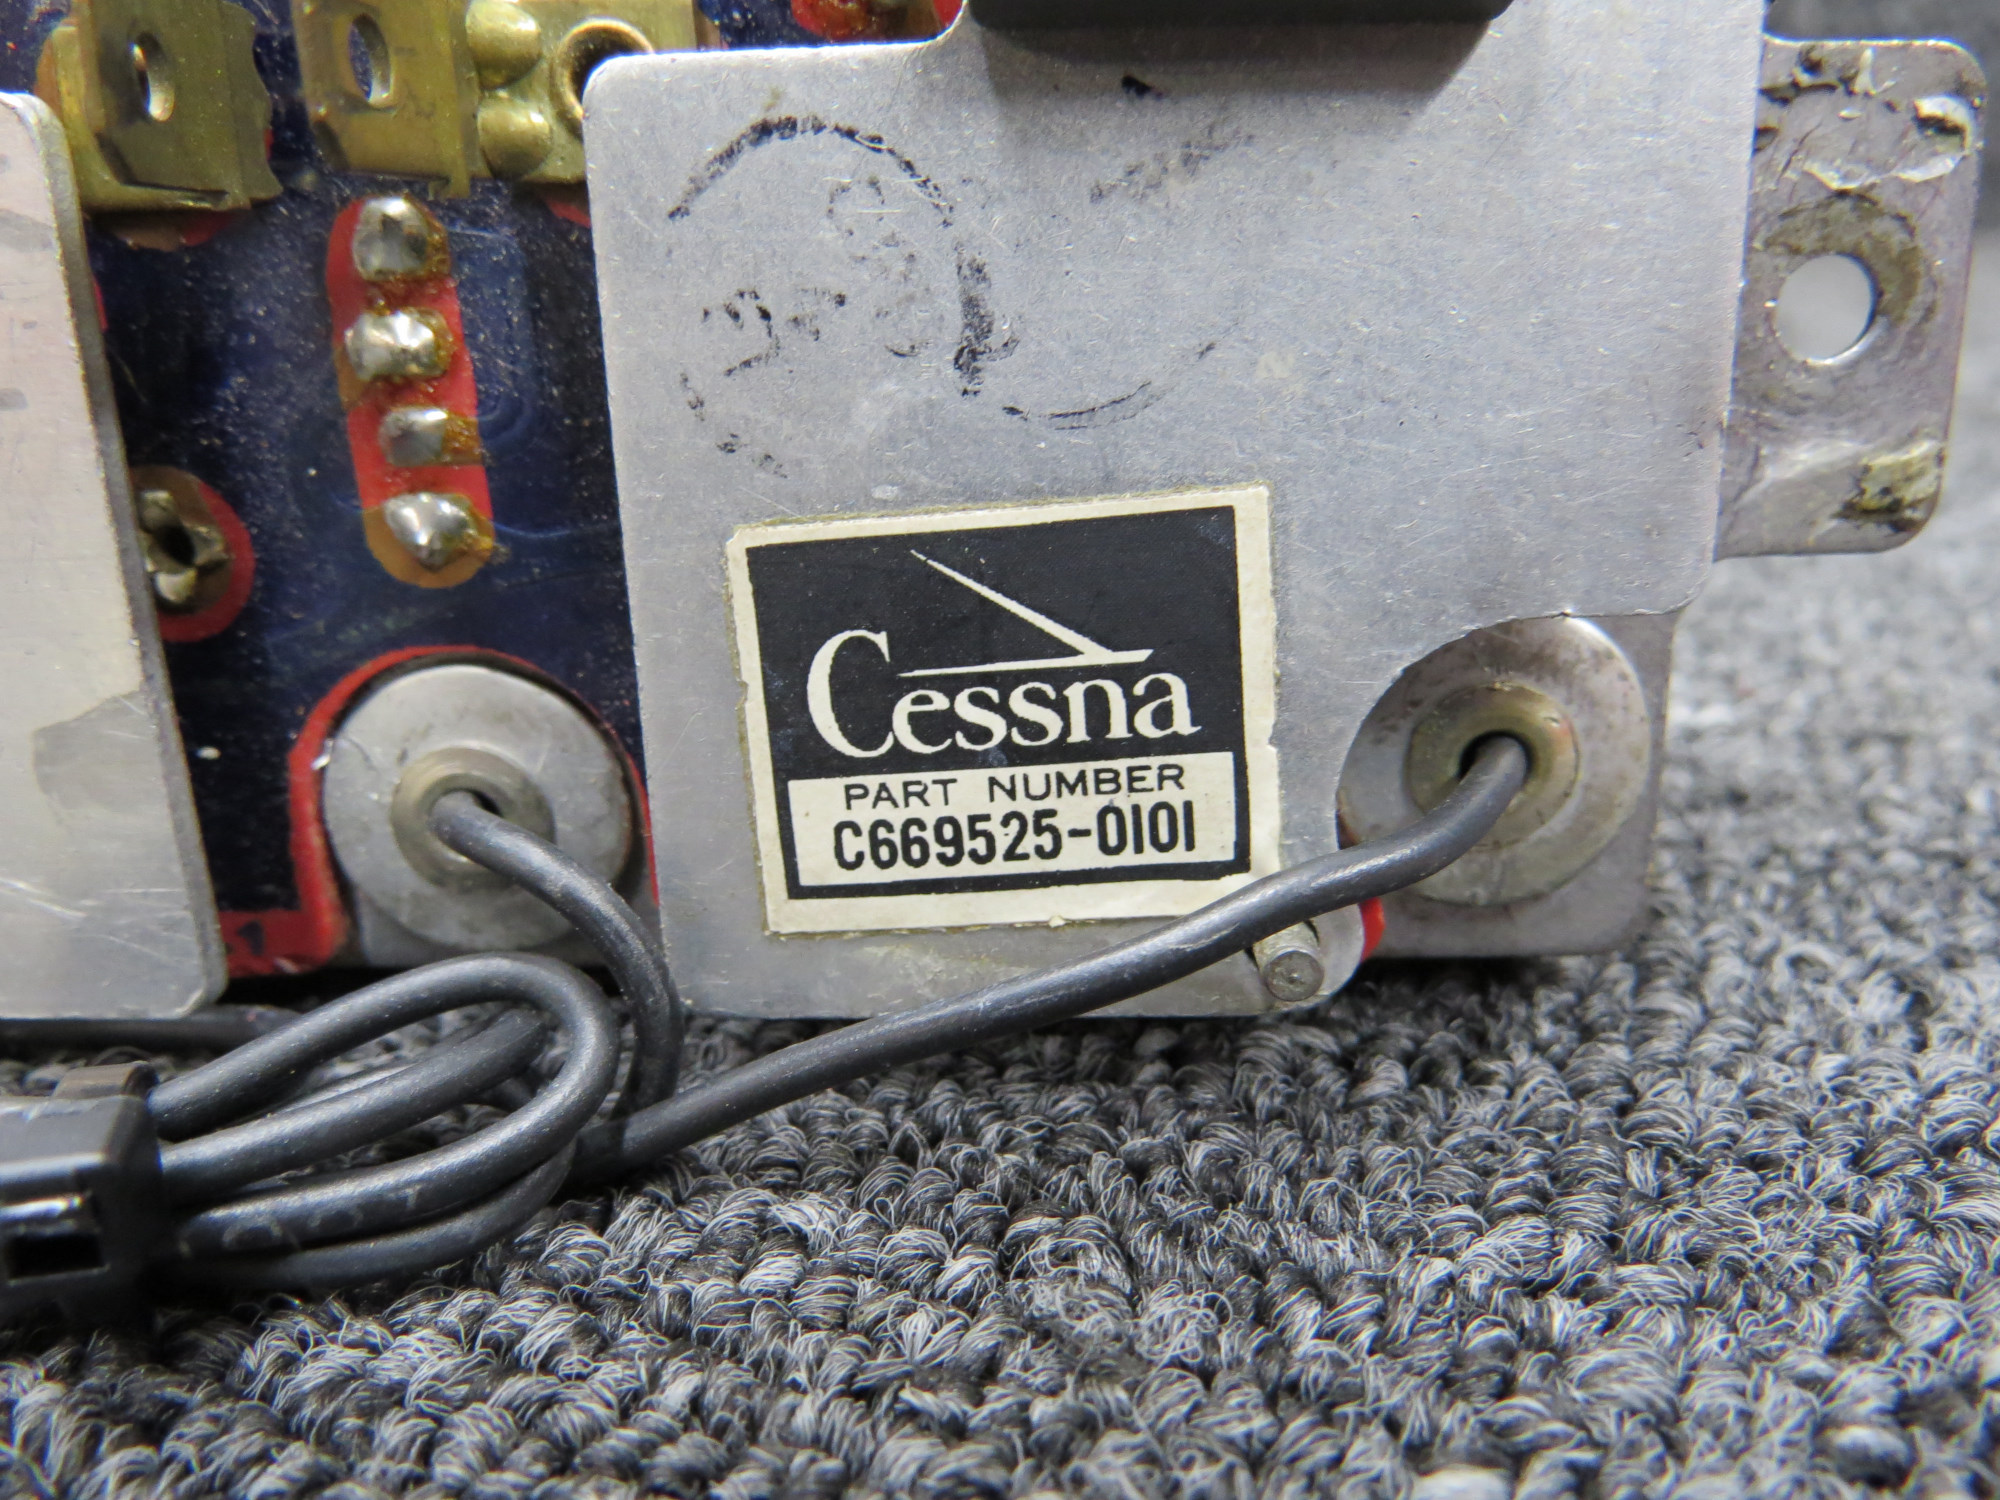 Cessna
PART NUMBER
C669525-0101